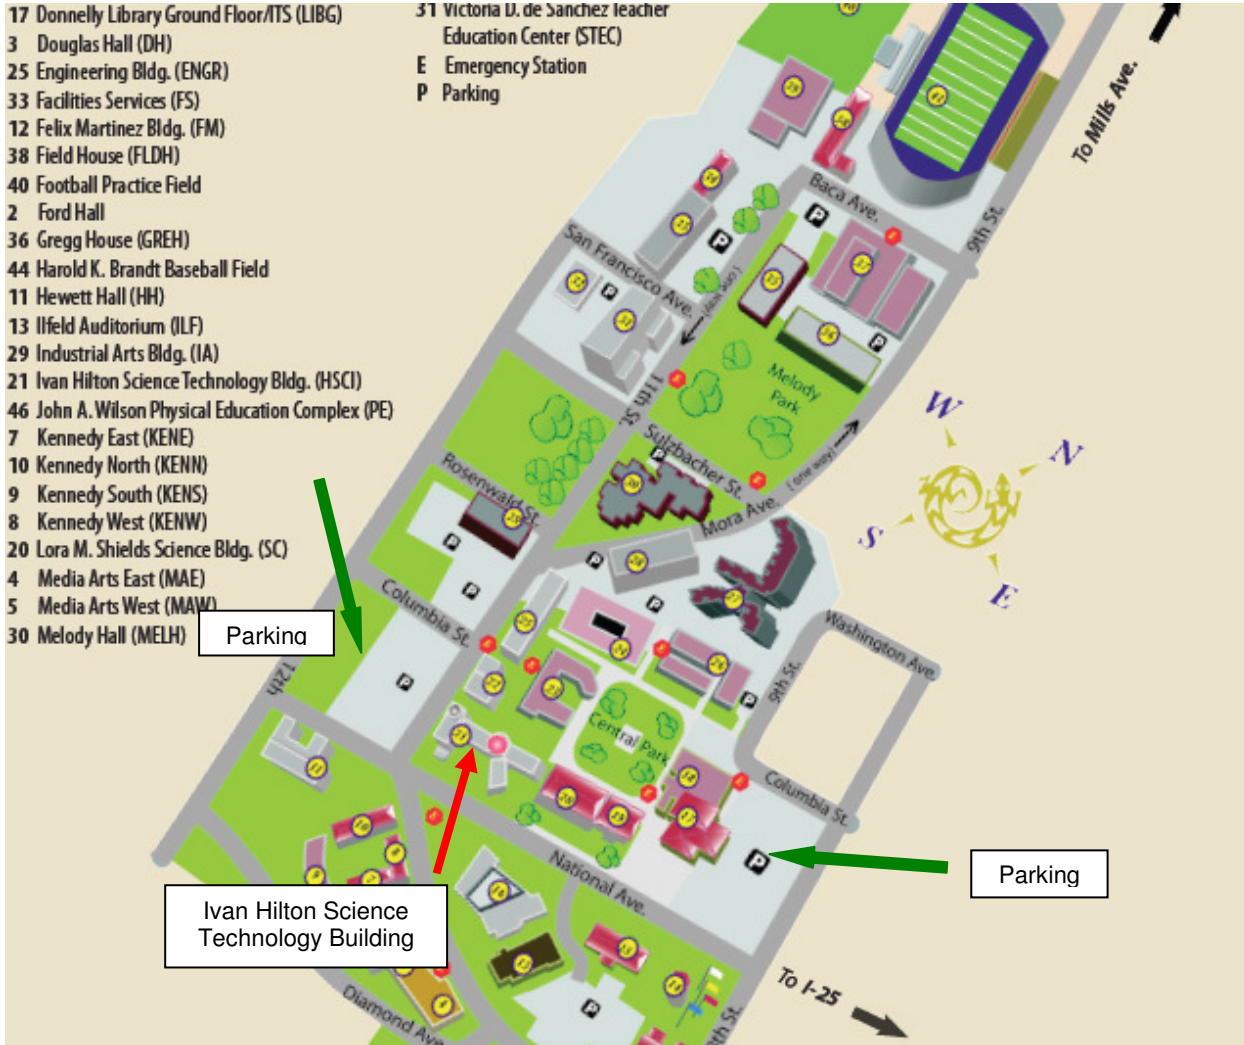 17 Donnelly Library Ground Floor/ITS (LIBG)
3 Douglas Hall (DH)
25 Engineering Bldg. (ENGR)
33 Facilities Services (FS)
12 Felix Martinez Bldg. (FM)
38 Field House (FLDH)
40 Football Practice Field
2 Ford Hall
36 Gregg House (GREH)
44 Harold K. Brandt Baseball Field
11 Hewett Hall (HH)
13 Ilfeld Auditorium (ILF)
29 Industrial Arts Bldg. (IA)
21 Ivan Hilton Science Technology Bldg. (HSCI)
46 John A. Wilson Physical Education Complex (PE)
7 Kennedy East (KENE)
10 Kennedy North (KENN)
9 Kennedy South (KENS)
8 Kennedy West (KENW)
20 Lora M. Shields Science Bldg. (SC)
4 Media Arts East (MAE)
5 Media Arts West (MAW)
30 Melody Hall (MELH)
31 Victoria D. de Sanchez Teacher
Education Center (STEC)
E Emergency Station
P Parking
To Mills Ave.
Baca Ave.
9th St.
San Francisco Ave.
(one way)
Melody
Park
11th St.
Sulzbacher St.
(one way)
Rosenwald St.
Mora Ave.
W
N
S
E
Columbia St.
Washington Ave.
9th St.
12th
Central Park
Columbia St.
National Ave.
Diamond Ave.
To I-25
Parking
Parking
Ivan Hilton Science
Technology Building